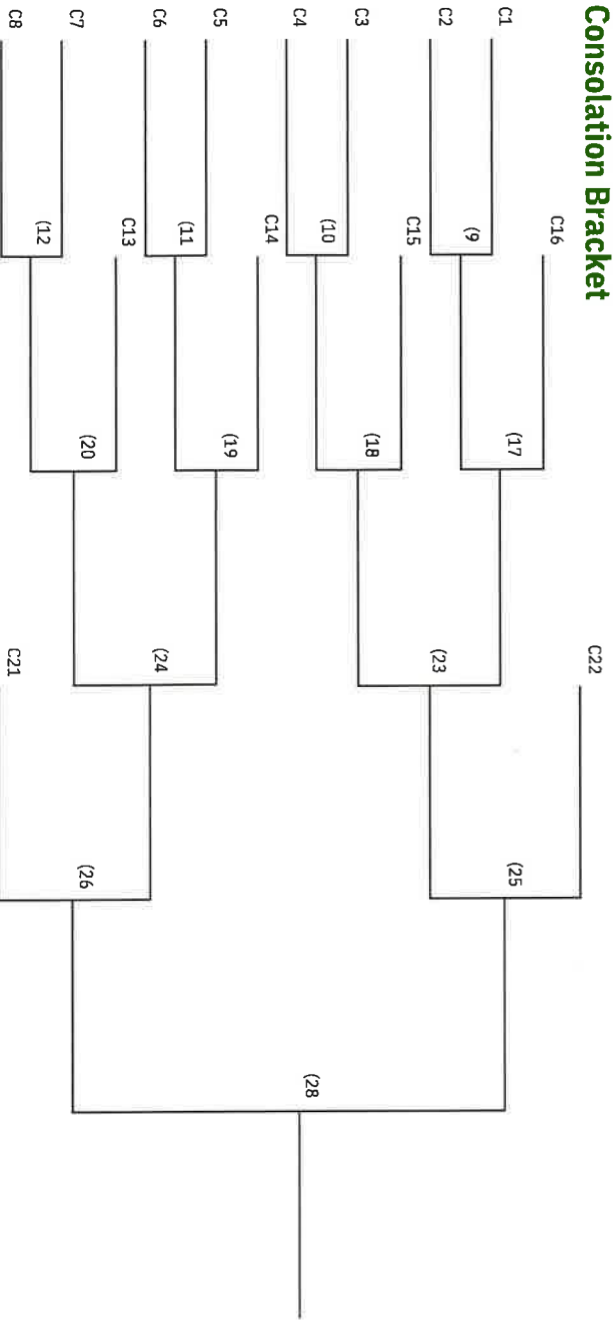 Consolation Bracket
C16
C1
(9
C2
(17
C15
C3
(10
C4
(18
C14
C5
(11
C6
(19
C13
C7
(12
C8
(20
C22
(23
(25
(24
C21
(26
(28